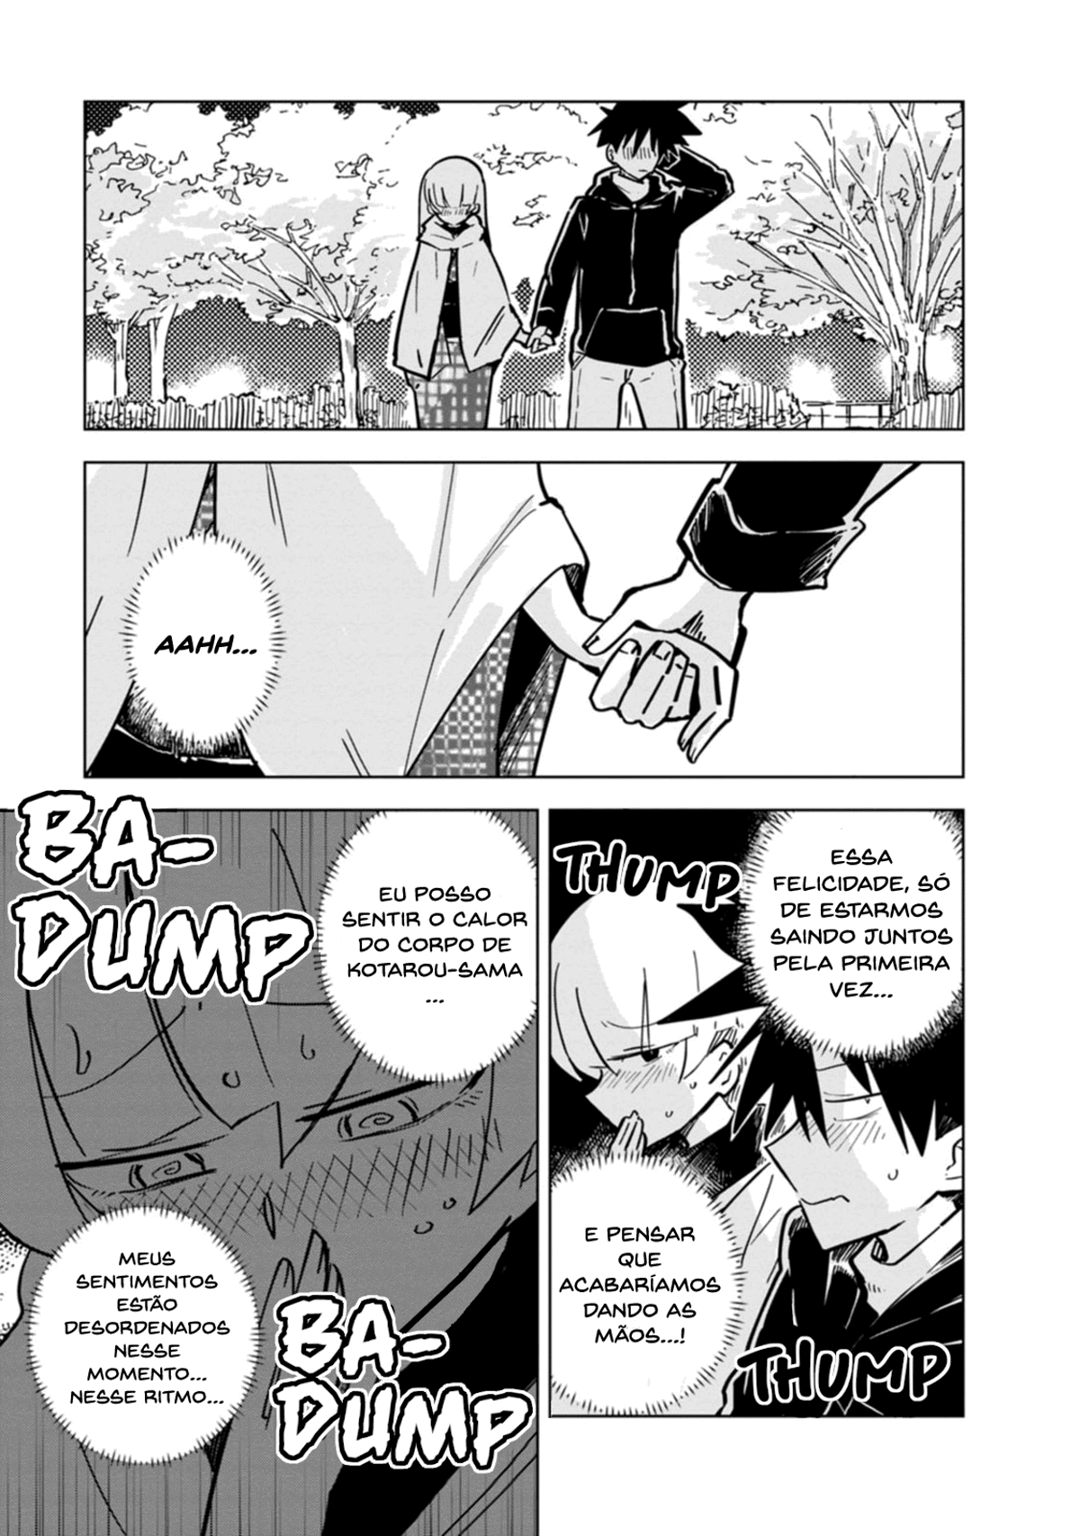 AAHH...
THUMP
ESSA
FELICIDADE, SÓ
DE ESTARMOS
SAINDO JUNTOS
PELA PRIMEIRA
VEZ...
E PENSAR
QUE
ACABARÍAMOS
DANDO AS
MÃOS...!
THUMP
BA-
DUMP
EU POSSO
SENTIR O CALOR
DO CORPO DE
KOTAROU-SAMA
...
MEUS
SENTIMENTOS
ESTÃO
DESORDENADOS
NESSE
MOMENTO...
NESSE RITMO...
BA-
DUMP